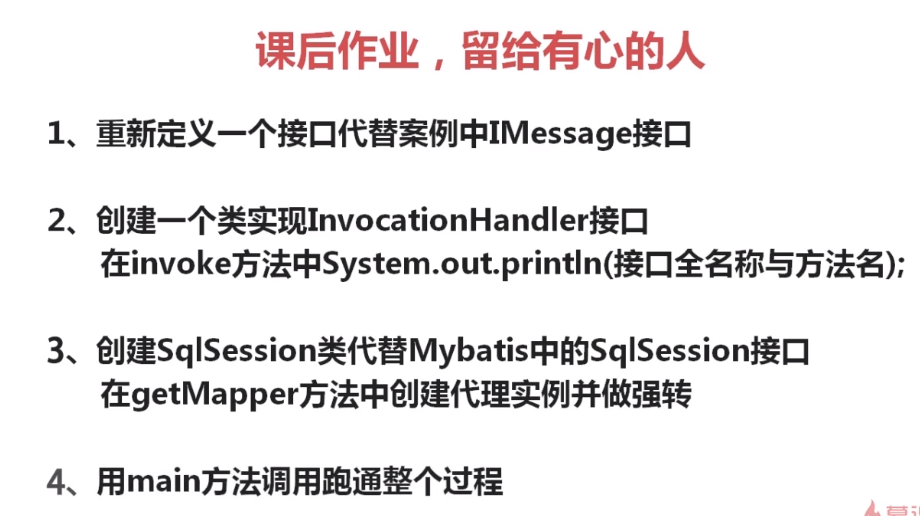 课后作业，留给有心的人
1、重新定义一个接口代替案例中IMessage接口
2、创建一个类实现InvocationHandler接口
在invoke方法中System.out.println(接口全名称与方法名);
3、创建SqlSession类代替Mybatis中的SqlSession接口
在getMapper方法中创建代理实例并做强转
4、用main方法调用跑通整个过程